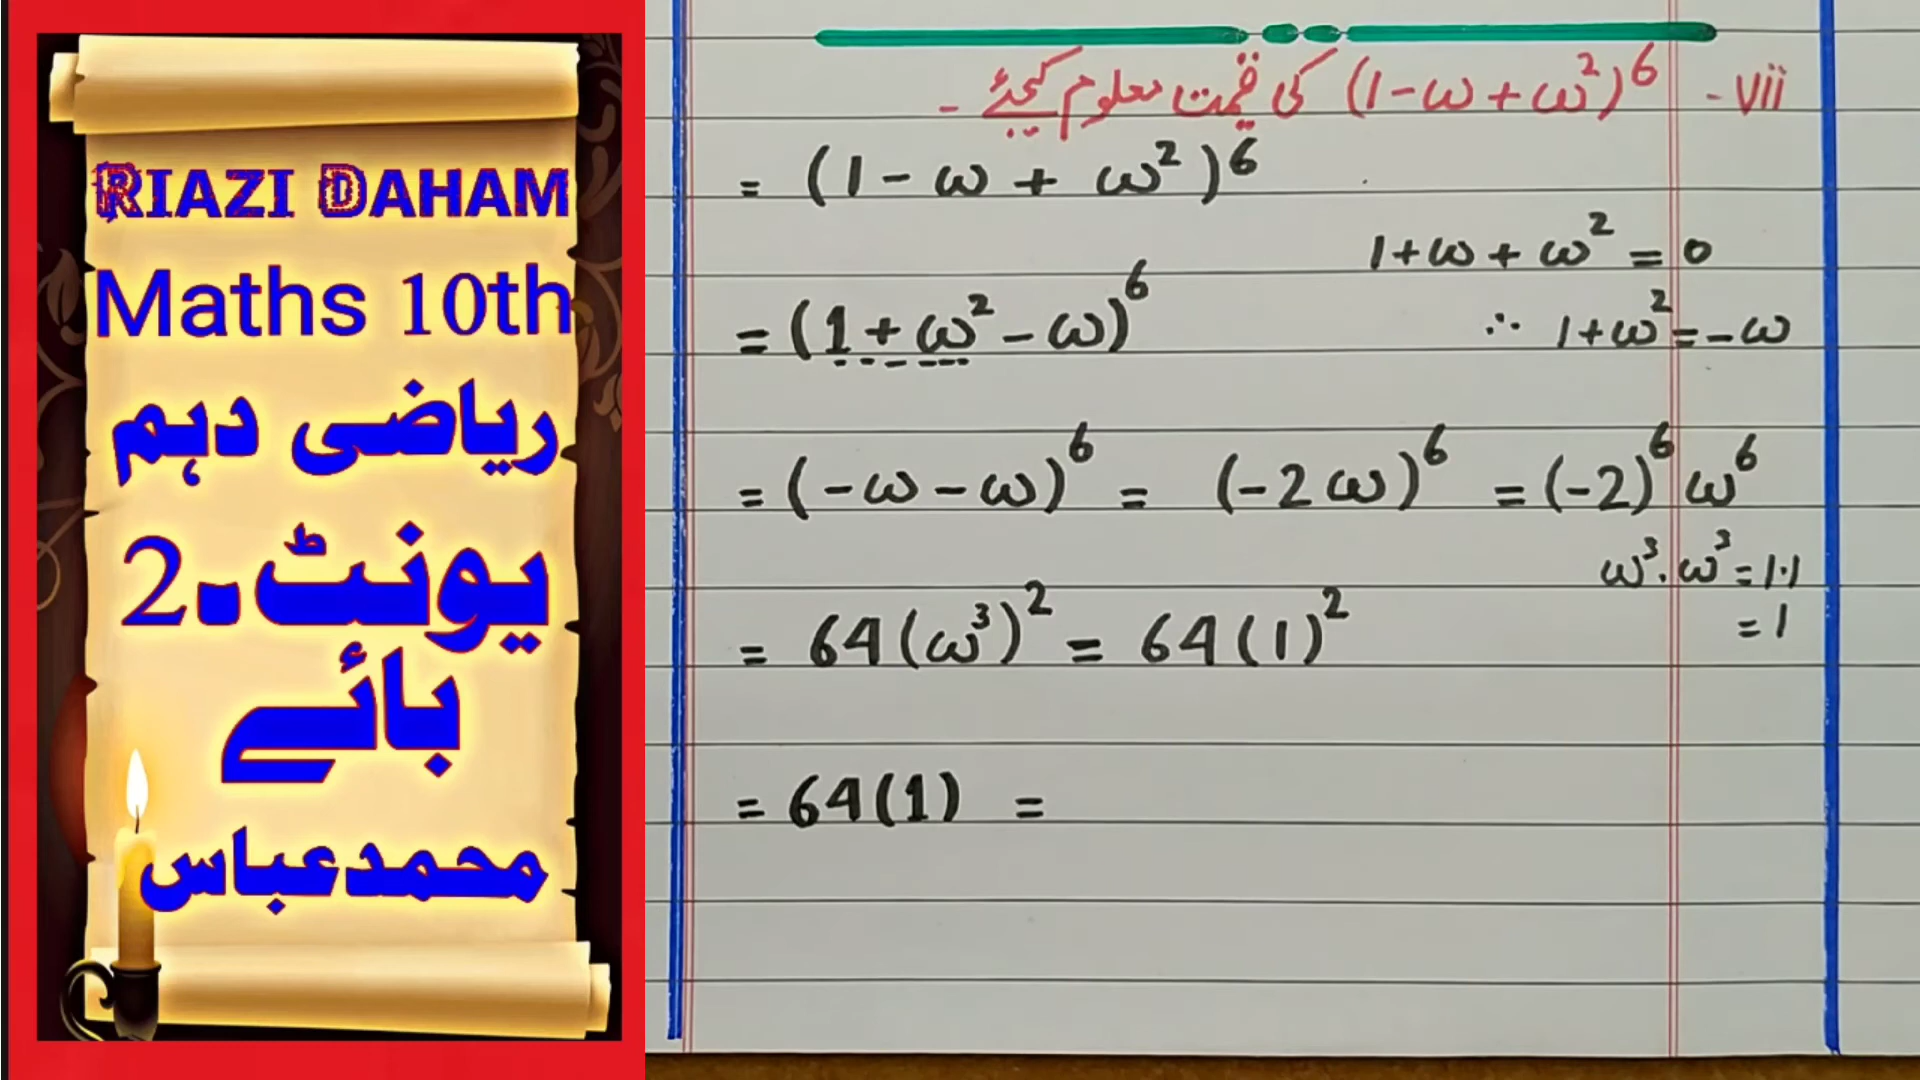 RIAZI DAHAM
Maths 10th
ریاضی دہم
یونٹ.2
بائے
محمدعباس
vii - (1-ω+ω²)⁶ کی قیمت معلوم کیجئے -
= (1-ω+ω²)⁶
1+ω+ω² = 0
= (1+ω²-ω)⁶
∴ 1+ω² = -ω
= (-ω-ω)⁶ = (-2ω)⁶ = (-2)⁶ω⁶
ω³.ω³ = 1.1
= 1
= 64(ω³)² = 64(1)²
= 64(1) =